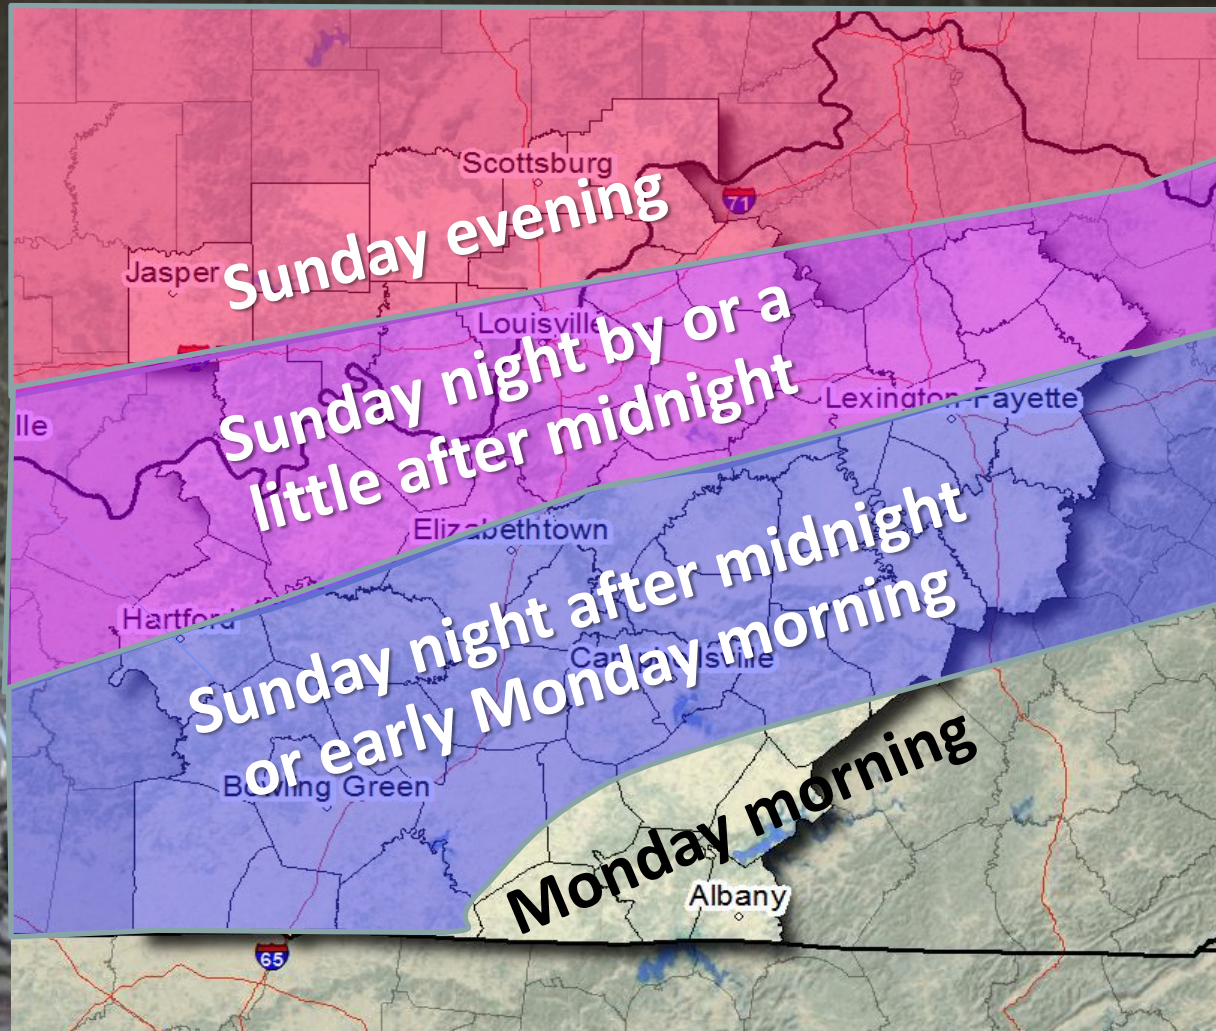 Scottsburg
71
Sunday evening
Jasper
Louisville
Sunday night by or a
little after midnight
Lexington-Fayette
lle
Elizabethtown
Hartford
Sunday night after midnight
or early Monday morning
Campbellsville
Bowling Green
Monday morning
Albany
65